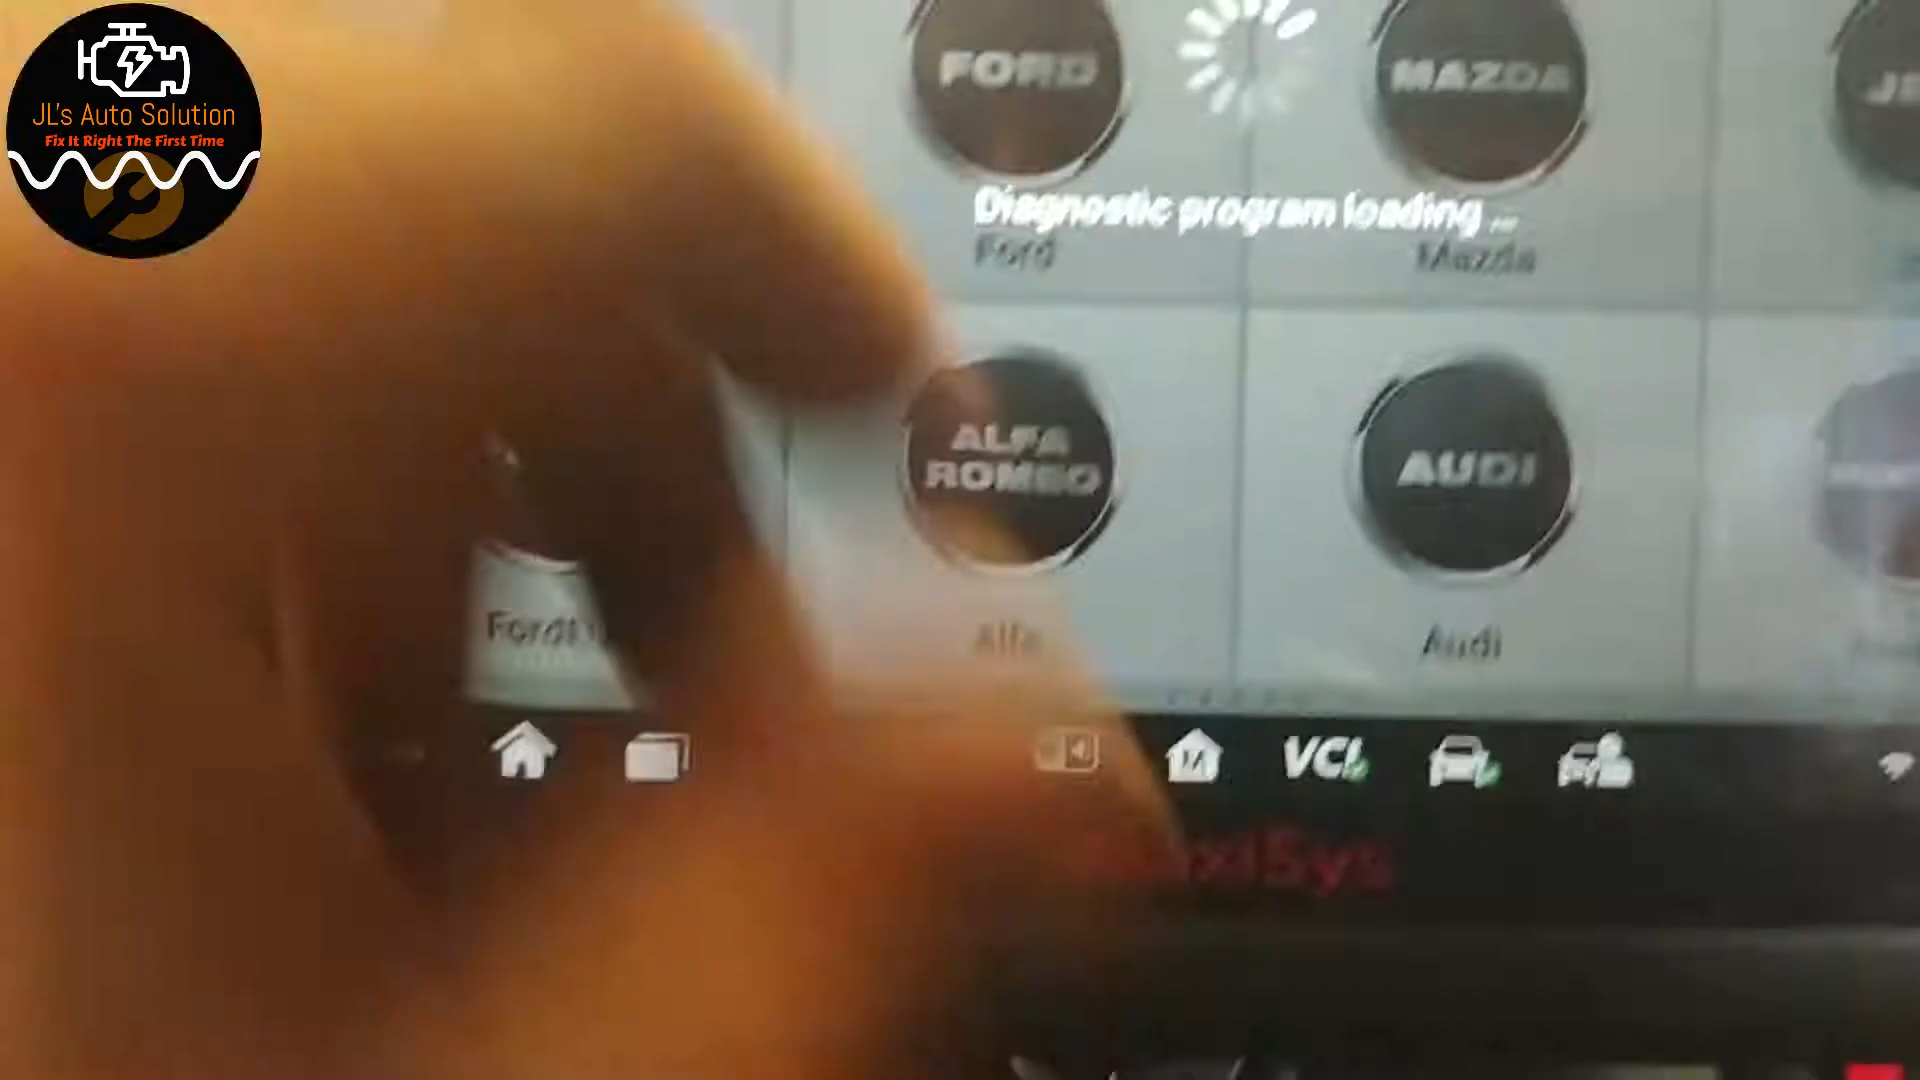 JL's Auto Solution
Fix It Right The First Time
FORD
MAZDA
Diagnostic program loading ...
Ford
Mazda
ALFA
ROMEO
AUDI
Alfa
Audi
VCI